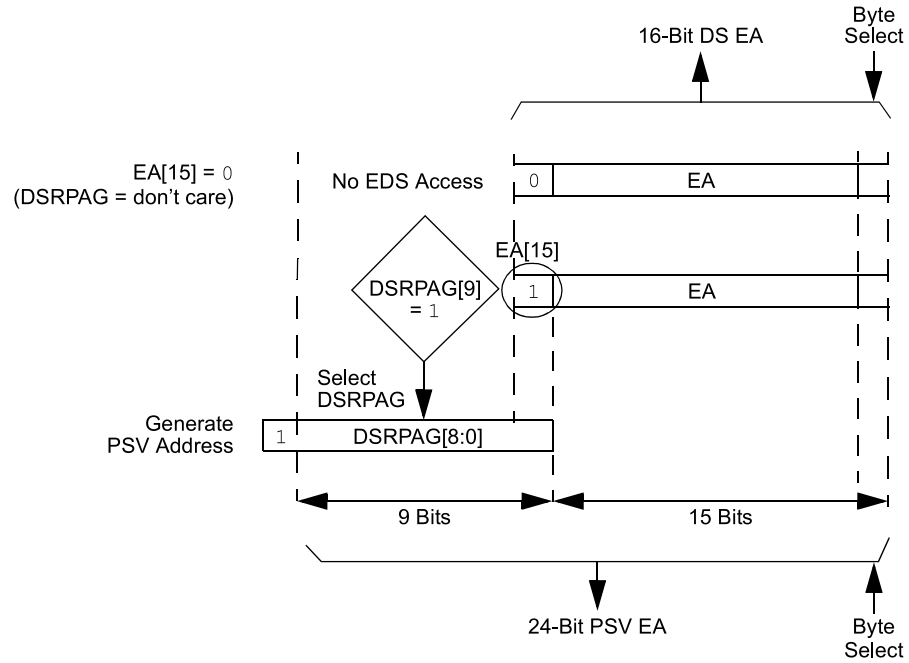 Byte
Select
16-Bit DS EA
EA[15] = 0
(DSRPAG = don't care)
No EDS Access
0
EA
EA[15]
DSRPAG[9]
= 1
1
EA
Select
DSRPAG
Generate
PSV Address
1
DSRPAG[8:0]
9 Bits
15 Bits
24-Bit PSV EA
Byte
Select